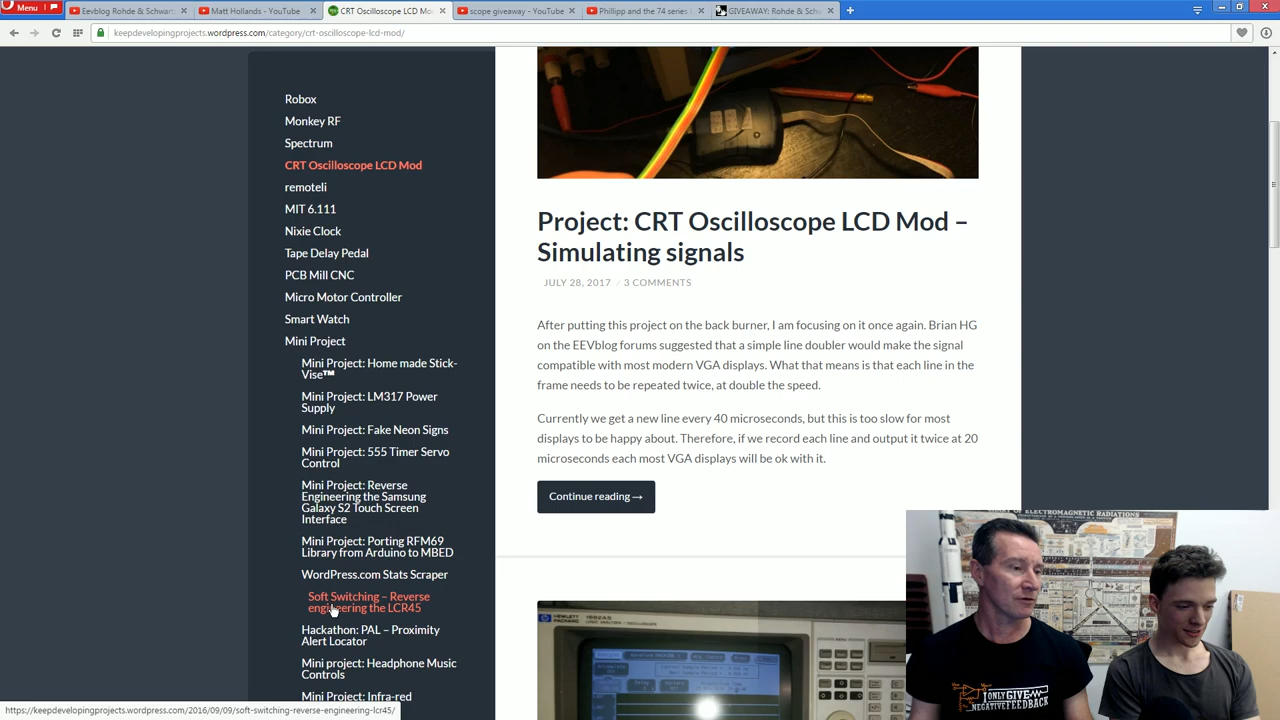 Menu
Eevblog Rohde & Schwar
Matt Hollands - YouTube
CRT Oscilloscope LCD Mo
scope giveaway - YouTube
Phillipp and the 74 series l
GIVEAWAY: Rohde & Schw
keepdevelopingprojects.wordpress.com/category/crt-oscilloscope-lcd-mod/
Robox
Monkey RF
Spectrum
CRT Oscilloscope LCD Mod
remoteli
MIT 6.111
Nixie Clock
Tape Delay Pedal
PCB Mill CNC
Micro Motor Controller
Smart Watch
Mini Project
Mini Project: Home made Stick-
Vise™
Mini Project: LM317 Power
Supply
Mini Project: Fake Neon Signs
Mini Project: 555 Timer Servo
Control
Mini Project: Reverse
Engineering the Samsung
Galaxy S2 Touch Screen
Interface
Mini Project: Porting RFM69
Library from Arduino to MBED
WordPress.com Stats Scraper
Soft Switching – Reverse
engineering the LCR45
Hackathon: PAL – Proximity
Alert Locator
Mini project: Headphone Music
Controls
Mini Project: Infra-red
https://keepdevelopingprojects.wordpress.com/2016/09/09/soft-switching-reverse-engineering-lcr45/
Project: CRT Oscilloscope LCD Mod –
Simulating signals
JULY 28, 2017 / 3 COMMENTS
After putting this project on the back burner, I am focusing on it once again. Brian HG
on the EEVblog forums suggested that a simple line doubler would make the signal
compatible with most modern VGA displays. What that means is that each line in the
frame needs to be repeated twice, at double the speed.
Currently we get a new line every 40 microseconds, but this is too slow for most
displays to be happy about. Therefore, if we record each line and output it twice at 20
microseconds each most VGA displays will be ok with it.
Continue reading →
HEWLETT
PACKARD
OF ELECTROMAGNETIC RADIATIONS
I ONLY GIVE
NEGATIVE FEEDBACK